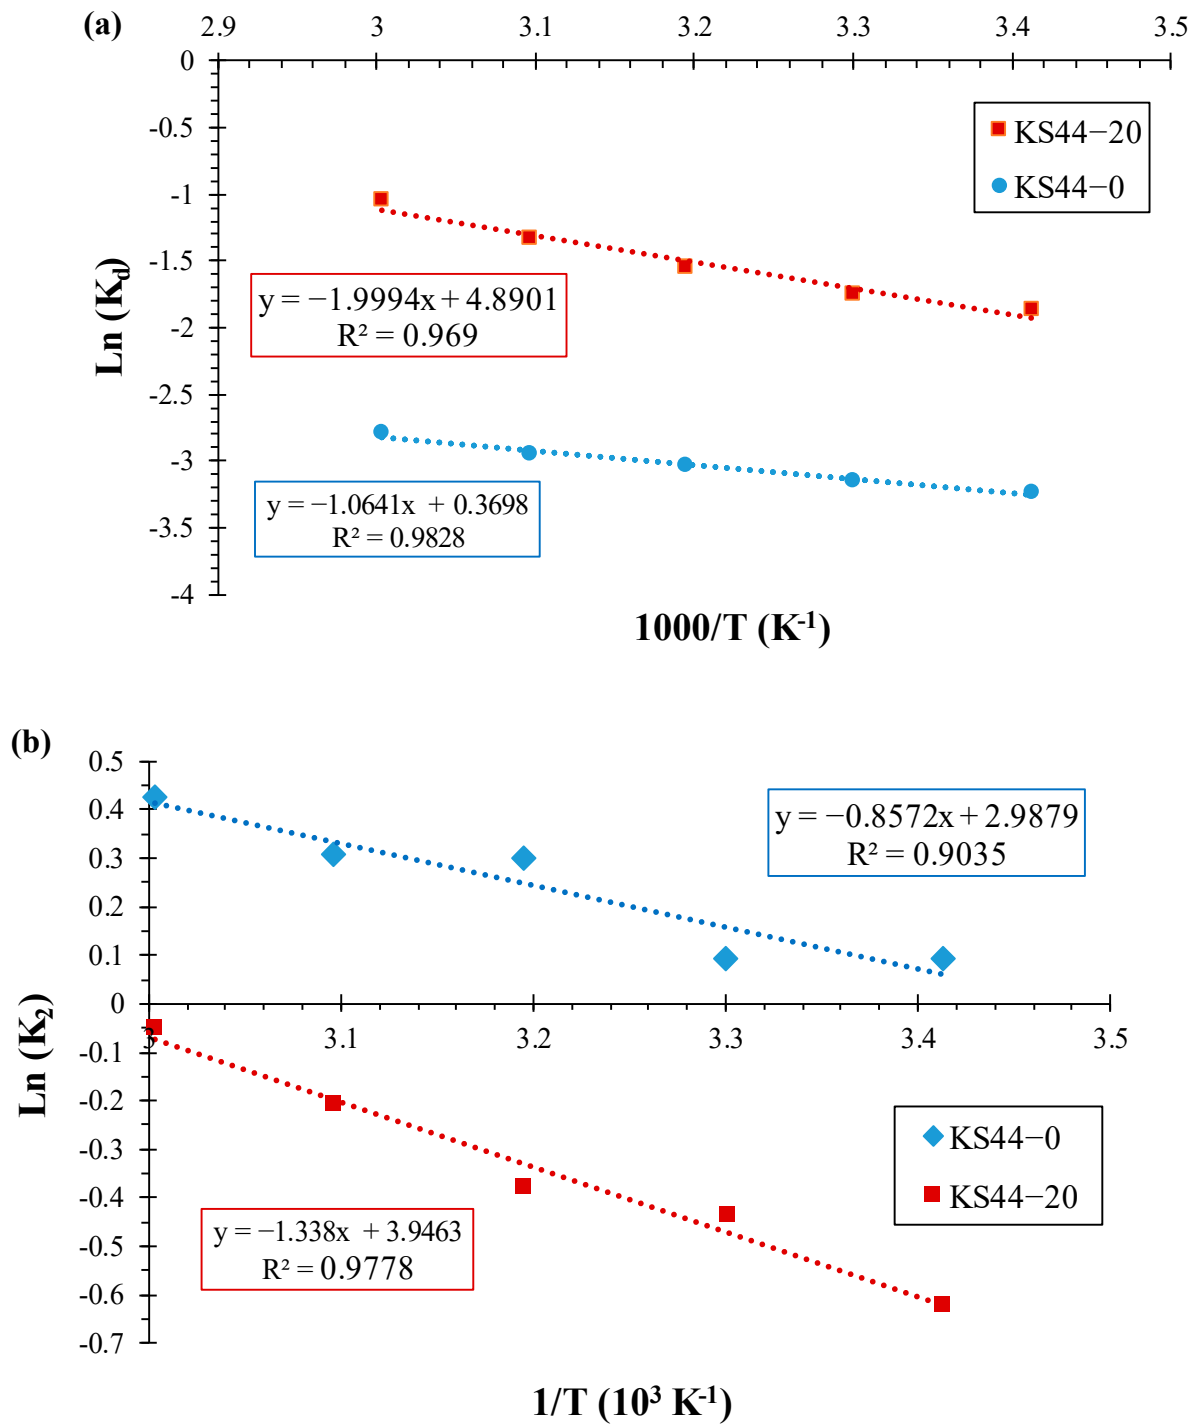 (a)
2.9 3 3.1 3.2 3.3 3.4 3.5
0
-0.5
-1
-1.5
-2
-2.5
-3
-3.5
-4
Ln (Kd)
KS44−20
KS44−0
y = −1.9994x + 4.8901
R² = 0.969
y = −1.0641x + 0.3698
R² = 0.9828
1000/T (K-1)
(b)
0.5
0.4
0.3
0.2
0.1
0
-0.1
-0.2
-0.3
-0.4
-0.5
-0.6
-0.7
Ln (K2)
3 3.1 3.2 3.3 3.4 3.5
y = −0.8572x + 2.9879
R² = 0.9035
KS44−0
KS44−20
y = −1.338x + 3.9463
R² = 0.9778
1/T (10³ K-1)